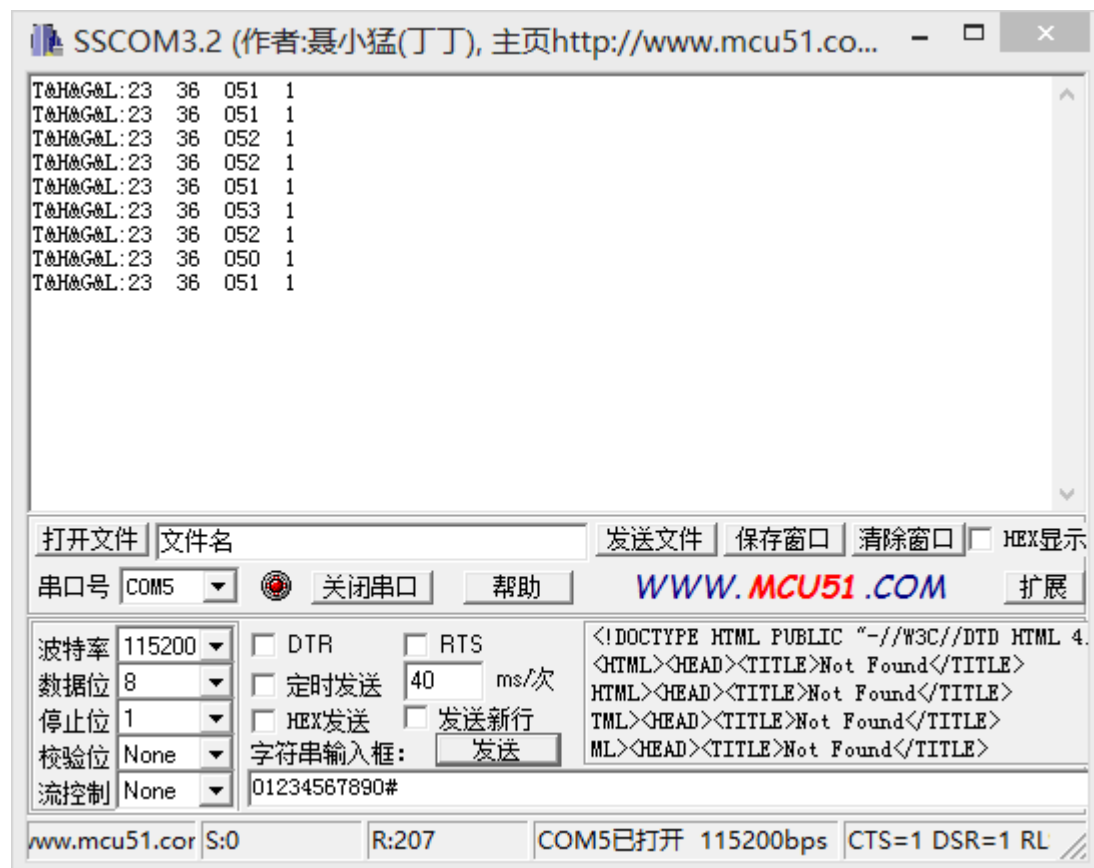 SSCOM3.2 (作者:聂小猛(丁丁), 主页http://www.mcu51.co...
T&H&G&L:23 36 051 1
T&H&G&L:23 36 051 1
T&H&G&L:23 36 052 1
T&H&G&L:23 36 052 1
T&H&G&L:23 36 051 1
T&H&G&L:23 36 053 1
T&H&G&L:23 36 052 1
T&H&G&L:23 36 050 1
T&H&G&L:23 36 051 1
打开文件 文件名 发送文件 保存窗口 清除窗口 HEX显示
串口号 COM5 关闭串口 帮助 WWW.MCU51.COM 扩展
波特率 115200 DTR RTS
数据位 8 定时发送 40 ms/次
停止位 1 HEX发送 发送新行
校验位 None 字符串输入框: 发送
流控制 None 01234567890#
<!DOCTYPE HTML PUBLIC "-//W3C//DTD HTML 4.
<HTML><HEAD><TITLE>Not Found</TITLE>
HTML><HEAD><TITLE>Not Found</TITLE>
TML><HEAD><TITLE>Not Found</TITLE>
ML><HEAD><TITLE>Not Found</TITLE>
www.mcu51.cor S:0 R:207 COM5已打开 115200bps CTS=1 DSR=1 RL